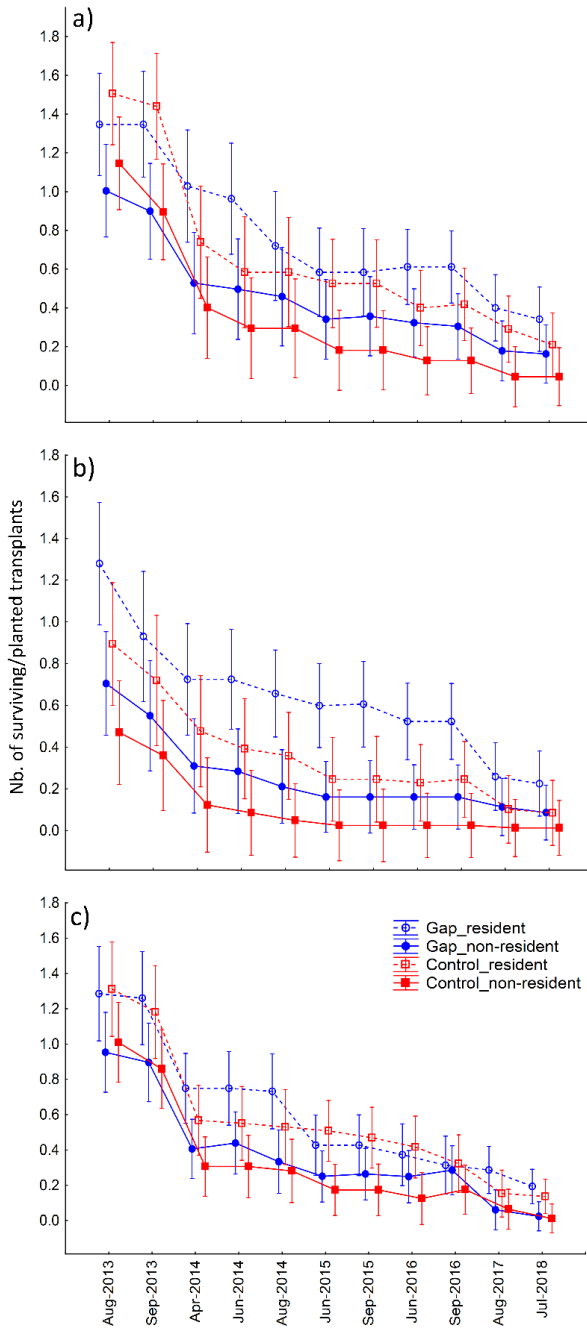 a)
1.8
1.6
1.4
1.2
1.0
0.8
0.6
0.4
0.2
0.0
Nb. of surviving/planted transplants
b)
1.8
1.6
1.4
1.2
1.0
0.8
0.6
0.4
0.2
0.0
c)
Gap_resident
Gap_non-resident
Control_resident
Control_non-resident
1.8
1.6
1.4
1.2
1.0
0.8
0.6
0.4
0.2
0.0
Aug-2013
Sep-2013
Apr-2014
Jun-2014
Aug-2014
Jun-2015
Sep-2015
Jun-2016
Sep-2016
Aug-2017
Jul-2018